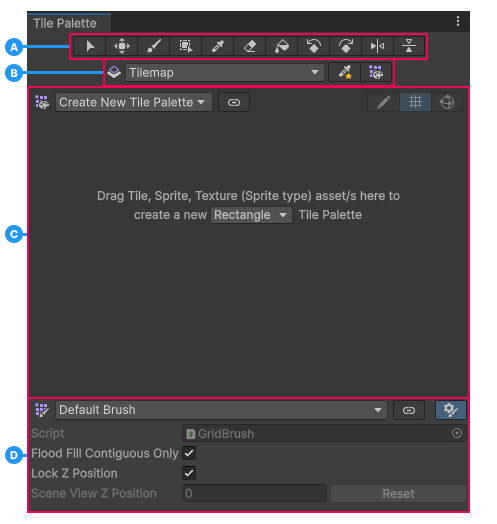 Tile Palette
A
B
Tilemap
Create New Tile Palette
Drag Tile, Sprite, Texture (Sprite type) asset/s here to
create a new Rectangle Tile Palette
C
Default Brush
Script GridBrush
D
Flood Fill Contiguous Only
Lock Z Position
Scene View Z Position 0 Reset